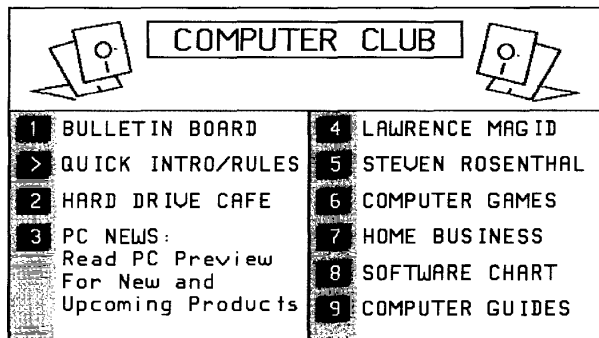 COMPUTER CLUB
1 BULLETIN BOARD
> QUICK INTRO/RULES
2 HARD DRIVE CAFE
3 PC NEWS:
Read PC Preview
For New and
Upcoming Products
4 LAWRENCE MAGID
5 STEVEN ROSENTHAL
6 COMPUTER GAMES
7 HOME BUSINESS
8 SOFTWARE CHART
9 COMPUTER GUIDES